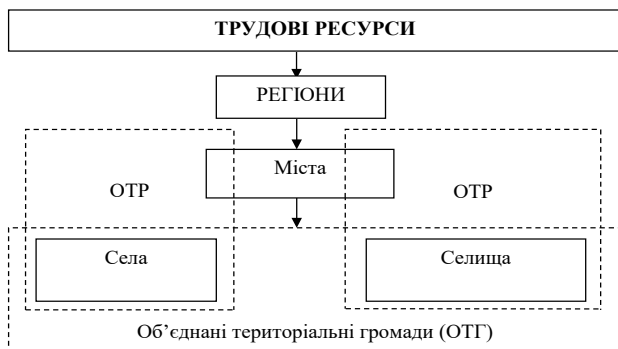 ТРУДОВІ РЕСУРСИ
РЕГІОНИ
Міста
ОТР
ОТР
Села
Селища
Об’єднані територіальні громади (ОТГ)